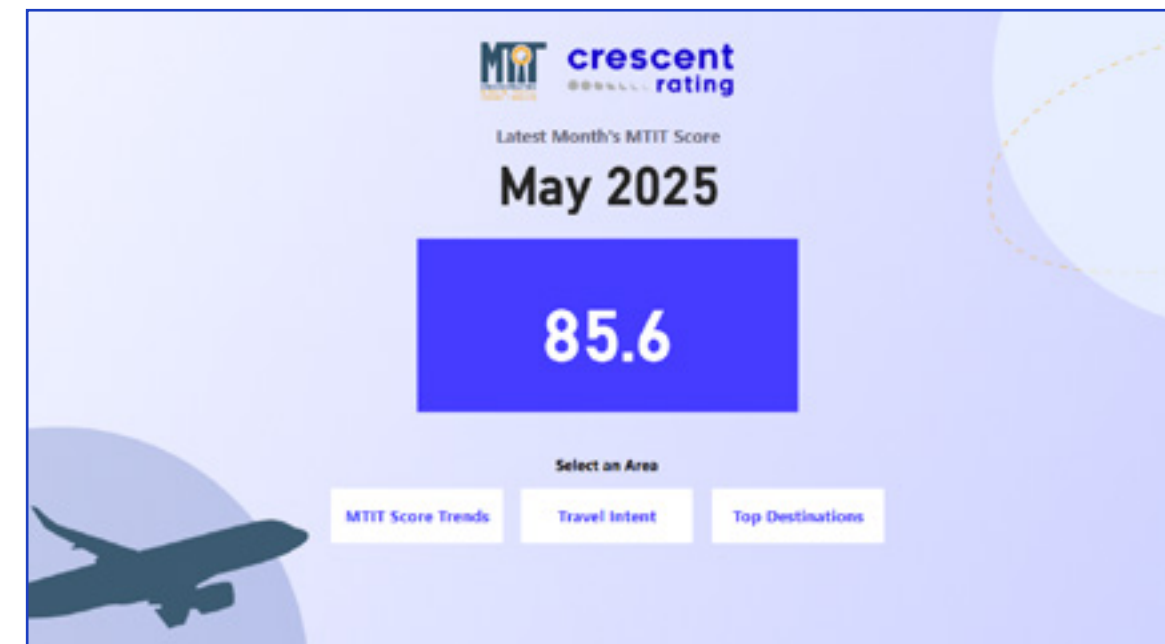 MTIT
crescent
rating
Latest Month's MTIT Score
May 2025
85.6
Select an Area
MTIT Score Trends
Travel Intent
Top Destinations